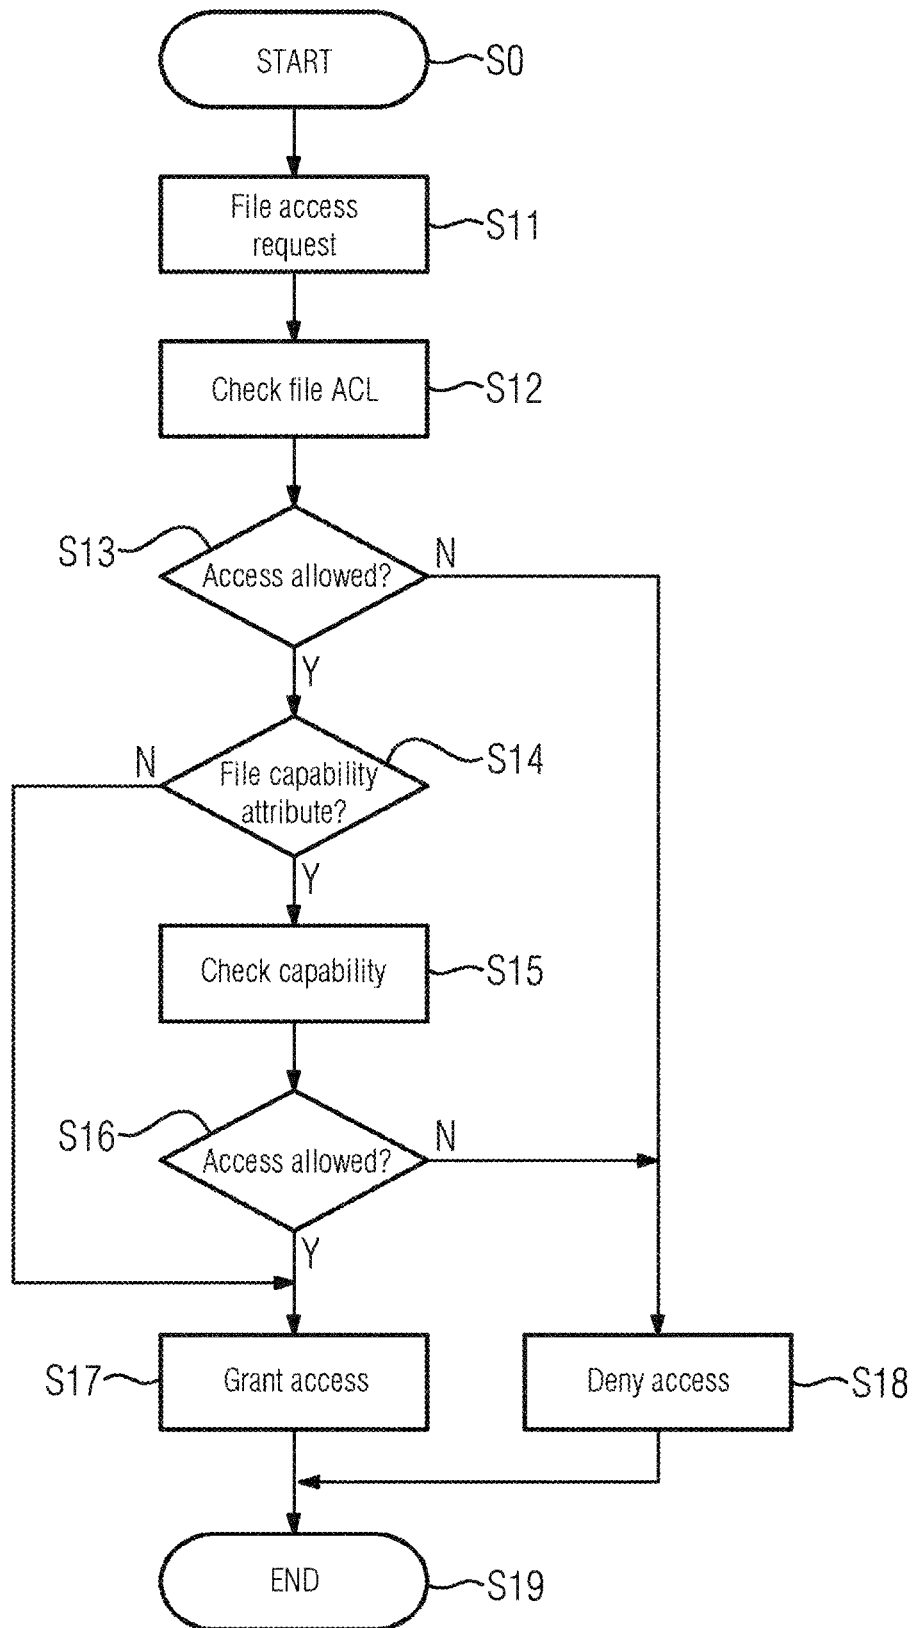 START
S0
File access
request
S11
Check file ACL
S12
S13
Access allowed?
N
Y
N
File capability
attribute?
S14
Y
Check capability
S15
S16
Access allowed?
N
Y
S17
Grant access
Deny access
S18
END
S19